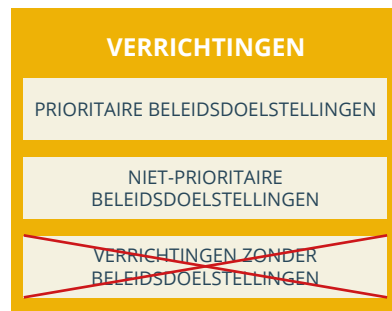 VERRICHTINGEN
PRIORITAIRE BELEIDSDOELSTELLINGEN
NIET-PRIORITAIRE
BELEIDSDOELSTELLINGEN
VERRICHTINGEN ZONDER
BELEIDSDOELSTELLINGEN